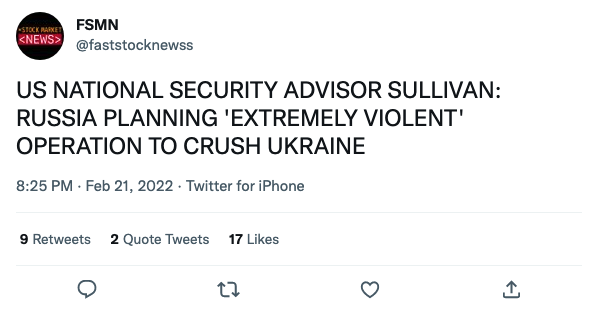 STOCK MARKET
<NEWS>
FSMN
@faststocknewss
US NATIONAL SECURITY ADVISOR SULLIVAN:
RUSSIA PLANNING 'EXTREMELY VIOLENT'
OPERATION TO CRUSH UKRAINE
8:25 PM · Feb 21, 2022 · Twitter for iPhone
9 Retweets 2 Quote Tweets 17 Likes